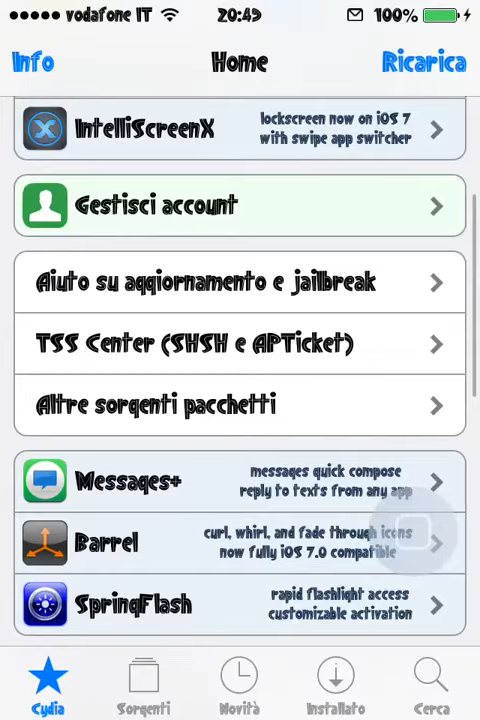 vodafone IT 20:49 100%
Info Home Ricarica
IntelliScreenX lockscreen now on iOS 7
with swipe app switcher
Gestisci account
Aiuto su aggiornamento e jailbreak
TSS Center (SHSH e APTicket)
Altre sorgenti pacchetti
Messages+ messages quick compose
reply to texts from any app
Barrel curl, whirl, and fade through icons
now fully iOS 7.0 compatible
SpringFlash rapid flashlight access
customizable activation
Cydia Sorgenti Novità Installato Cerca